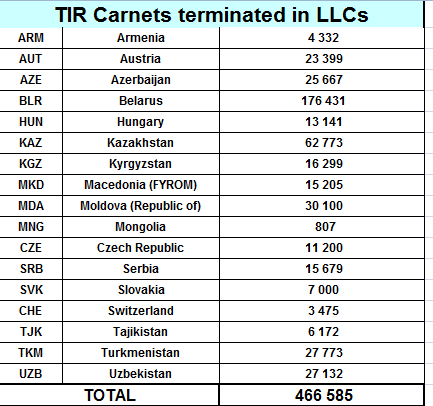 TIR Carnets terminated in LLCs
ARM Armenia 4 332
AUT Austria 23 399
AZE Azerbaijan 25 667
BLR Belarus 176 431
HUN Hungary 13 141
KAZ Kazakhstan 62 773
KGZ Kyrgyzstan 16 299
MKD Macedonia (FYROM) 15 205
MDA Moldova (Republic of) 30 100
MNG Mongolia 807
CZE Czech Republic 11 200
SRB Serbia 15 679
SVK Slovakia 7 000
CHE Switzerland 3 475
TJK Tajikistan 6 172
TKM Turkmenistan 27 773
UZB Uzbekistan 27 132
TOTAL 466 585